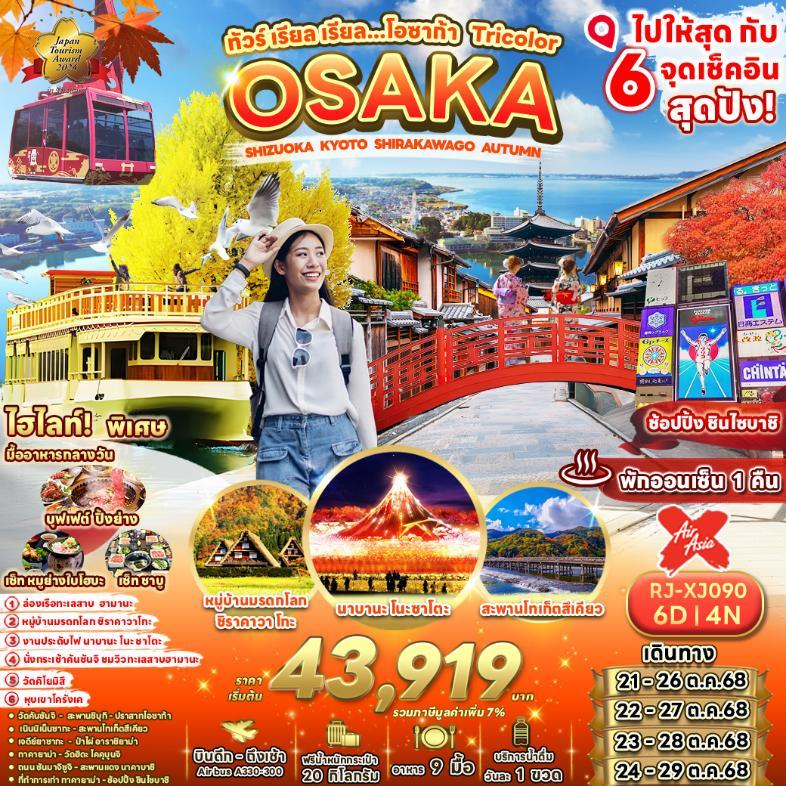 Japan
Tourism
Award
2024
ทัวร์ เรียล เรียล...โอซาก้า Tricolor
OSAKA
SHIZUOKA KYOTO SHIRAKAWAGO AUTUMN
ไปให้สุด กับ
6 จุดเช็คอิน
สุดปัง!
CHINTA
ช้อปปิ้ง ชินไซบาชิ
พักออนเซ็น 1 คืน
Air
Asia
RJ-XJ090
6D | 4N
เดินทาง
21 - 26 ต.ค.68
22 - 27 ต.ค.68
23 - 28 ต.ค.68
24 - 29 ต.ค.68
ไฮไลท์! พิเศษ
มื้ออาหารกลางวัน
บุฟเฟต์ ปิ้งย่าง
เซ็ท หมูย่างใบโฮบะ
เซ็ท ชาบู
หมู่บ้านมรดกโลก
ชิราคาวา โกะ
นาบานะ โนะซาโตะ
สะพานโทเก็ตสึเคียว
1 ล่องเรือทะเลสาบ ฮามานะ
2 หมู่บ้านมรดกโลก ชิราคาวาโกะ
3 งานประดับไฟ นาบานะ โนะ ซาโตะ
4 นั่งกระเช้าคันซันจิ ชมวิวทะเลสาบฮามานะ
5 วัดคิโยมิสึ
6 หุบเขาโครังเค
• วัดคันซันจิ - สะพานชินเกียว - ปราสาทโอซาก้า
• เนินนิเน็นซากะ - สะพานโทเก็ตสึเคียว
• เจดีย์ยาซากะ - ป่าไผ่ อาราชิยาม่า
• ทาคายาม่า - วัดฮิดะ โคคุบุนจิ
• ถนน ซันมาจิซูจิ - สะพานแดง นาคาบาชิ
• ที่ทำการเก่า ทาคายาม่า - ช้อปปิ้ง ชินไซบาชิ
ราคา
เริ่มต้น
43,919
บาท
รวมภาษีมูลค่าเพิ่ม 7%
บินดึก - ถึงเช้า
Airbus A330-300
ฟรีน้ำหนักกระเป๋า
20 กิโลกรัม
อาหาร 9 มื้อ
บริการน้ำดื่ม
วันละ 1 ขวด